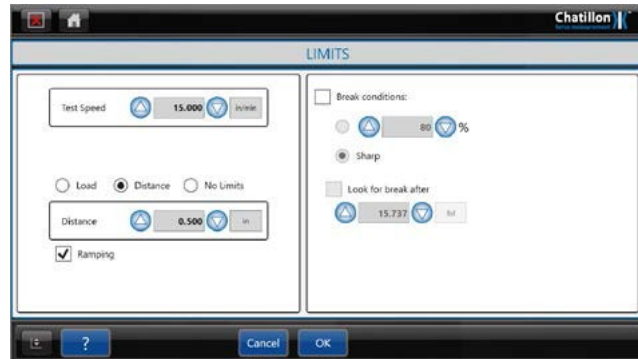 Chatillon
LIMITS
Test Speed 15.000 in/min
Load Distance No Limits
Distance 0.500 in
Ramping
Break conditions:
80 %
Sharp
Look for break after
15.737
? Cancel OK